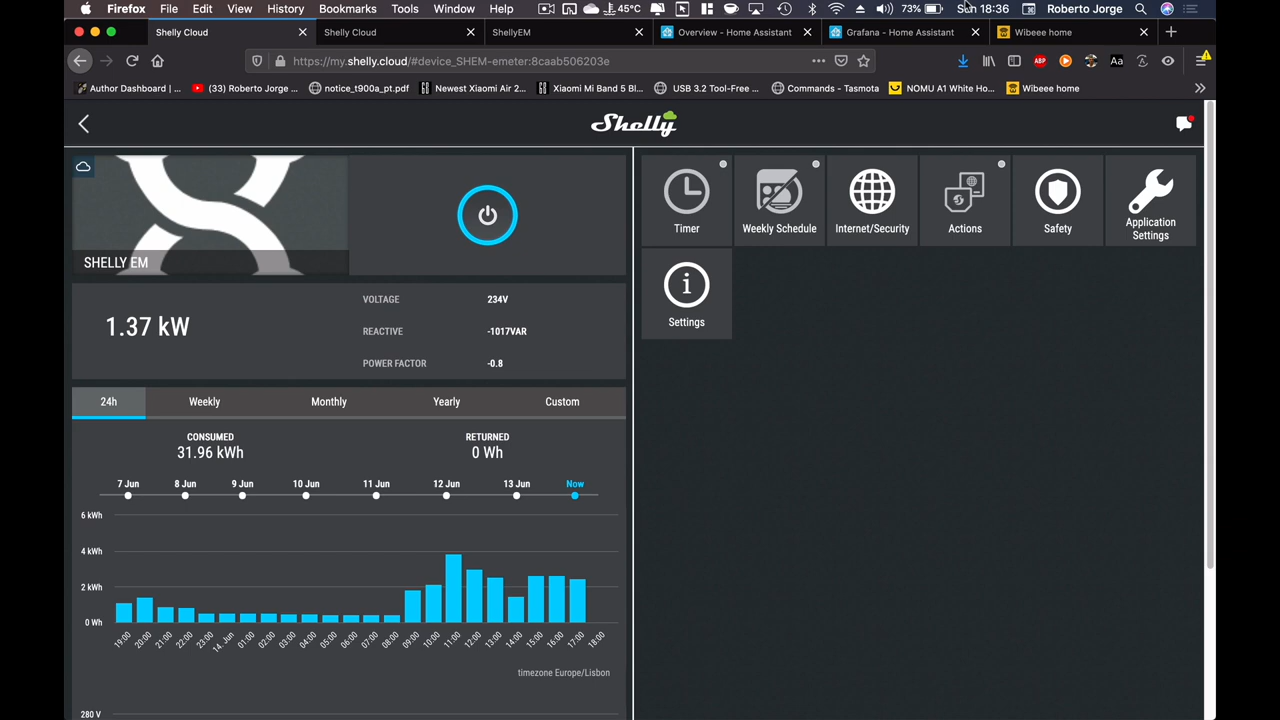 Firefox File Edit View History Bookmarks Tools Window Help 45°C 73% Sun 18:36 Roberto Jorge
Shelly Cloud Shelly Cloud ShellyEM Overview - Home Assistant Grafana - Home Assistant Wibeee home
https://my.shelly.cloud/#device_SHEM-emter:8caab506203e
Author Dashboard | ... (33) Roberto Jorge ... notice_t900a_pt.pdf Newest Xiaomi Air 2... Xiaomi Mi Band 5 Bl... USB 3.2 Tool-Free ... Commands - Tasmota NOMU A1 White Ho... Wibeee home
Shelly
SHELLY EM
Timer
Weekly Schedule
Internet/Security
Actions
Safety
Application Settings
Settings
1.37 kW
VOLTAGE 234V
REACTIVE -1017VAR
POWER FACTOR -0.8
24h Weekly Monthly Yearly Custom
CONSUMED RETURNED
31.96 kWh 0 Wh
7 Jun 8 Jun 9 Jun 10 Jun 11 Jun 12 Jun 13 Jun Now
6 kWh
4 kWh
2 kWh
0 Wh
19:00 20:00 21:00 22:00 23:00 14. Jun 01:00 02:00 03:00 04:00 05:00 06:00 07:00 08:00 09:00 10:00 11:00 12:00 13:00 14:00 15:00 16:00 17:00 18:00
timezone Europe/Lisbon
280 V